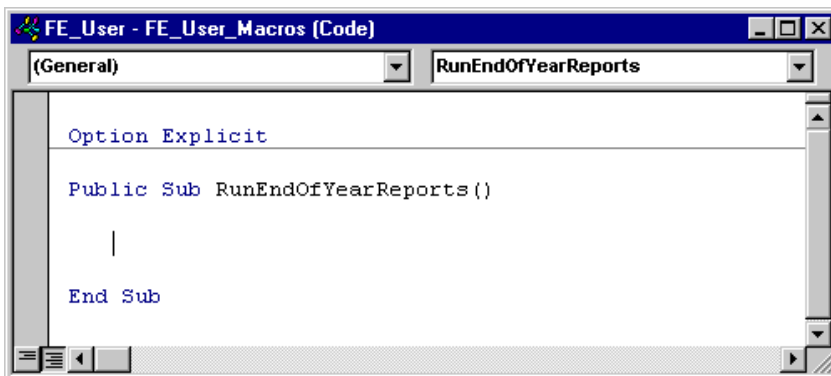 FE_User - FE_User_Macros (Code)
(General) RunEndOfYearReports
Option Explicit
Public Sub RunEndOfYearReports()
End Sub